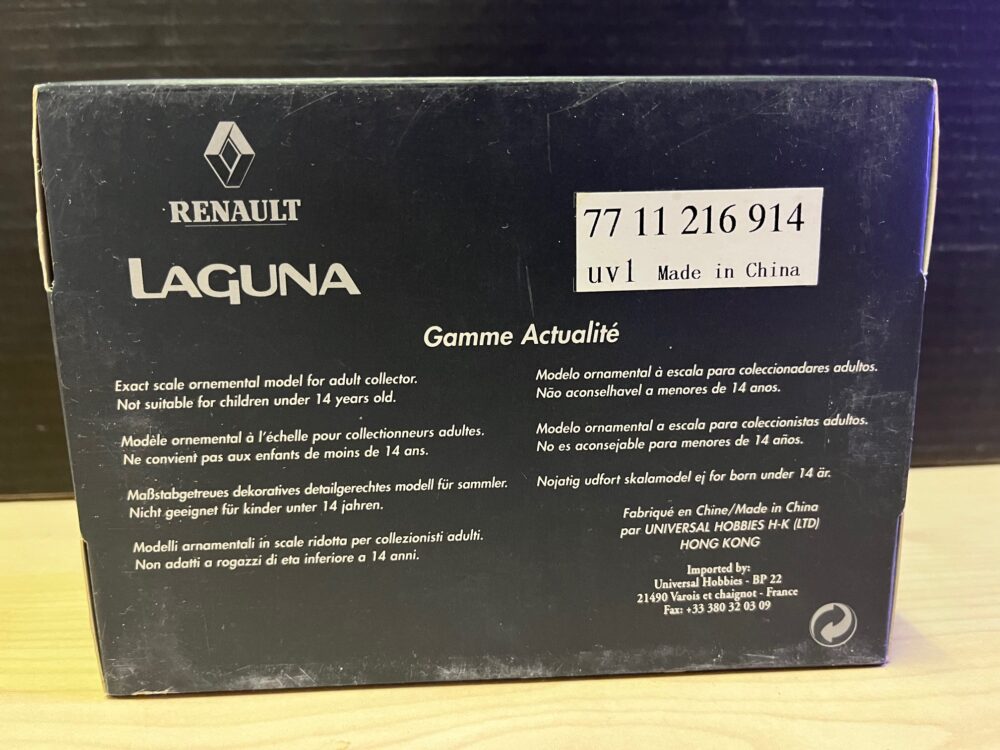 RENAULT
LAGUNA
77 11 216 914
uv1 Made in China
Gamme Actualité
Exact scale ornemental model for adult collector.
Not suitable for children under 14 years old.
Modèle ornemental à l'échelle pour collectionneurs adultes.
Ne convient pas aux enfants de moins de 14 ans.
Maßstabgetreues dekoratives detailgerechtes modell für sammler.
Nicht geeignet für kinder unter 14 jahren.
Modelli arnamentali in scale ridotta per collezionisti adulti.
Non adatti a rogazzi di eta inferiore a 14 anni.
Modelo ornamental à escala para coleccionadares adultos.
Não aconselhavel a menores de 14 anos.
Modelo ornamental a escala para coleccionistas adultos.
No es aconsejable para menores de 14 años.
Nojatig udfort skalamodel ej for born under 14 är.
Fabriqué en Chine/Made in China
par UNIVERSAL HOBBIES H-K (LTD)
HONG KONG
Imported by:
Universal Hobbies - BP 22
21490 Varois et chaignot - France
Fax: +33 380 32 03 09